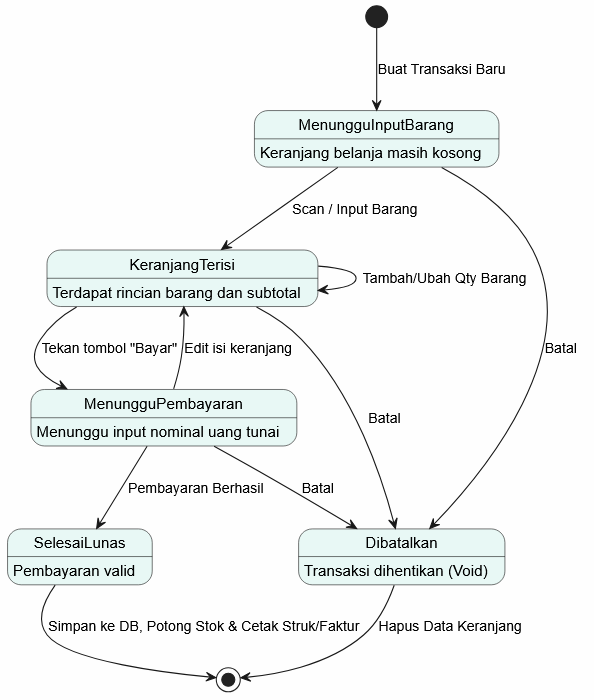 Buat Transaksi Baru
MenungguInputBarang
Keranjang belanja masih kosong
Scan / Input Barang
KeranjangTerisi
Terdapat rincian barang dan subtotal
Tambah/Ubah Qty Barang
Tekan tombol "Bayar"
Edit isi keranjang
Batal
MenungguPembayaran
Menunggu input nominal uang tunai
Batal
Pembayaran Berhasil
Batal
SelesaiLunas
Pembayaran valid
Dibatalkan
Transaksi dihentikan (Void)
Simpan ke DB, Potong Stok & Cetak Struk/Faktur
Hapus Data Keranjang